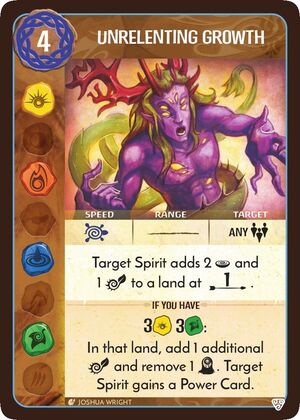 4
UNRELENTING GROWTH
SPEED
RANGE
TARGET
ANY
Target Spirit adds 2 and
1 to a land at 1 .
IF YOU HAVE
3 3 :
In that land, add 1 additional
and remove 1 . Target
Spirit gains a Power Card.
JOSHUA WRIGHT